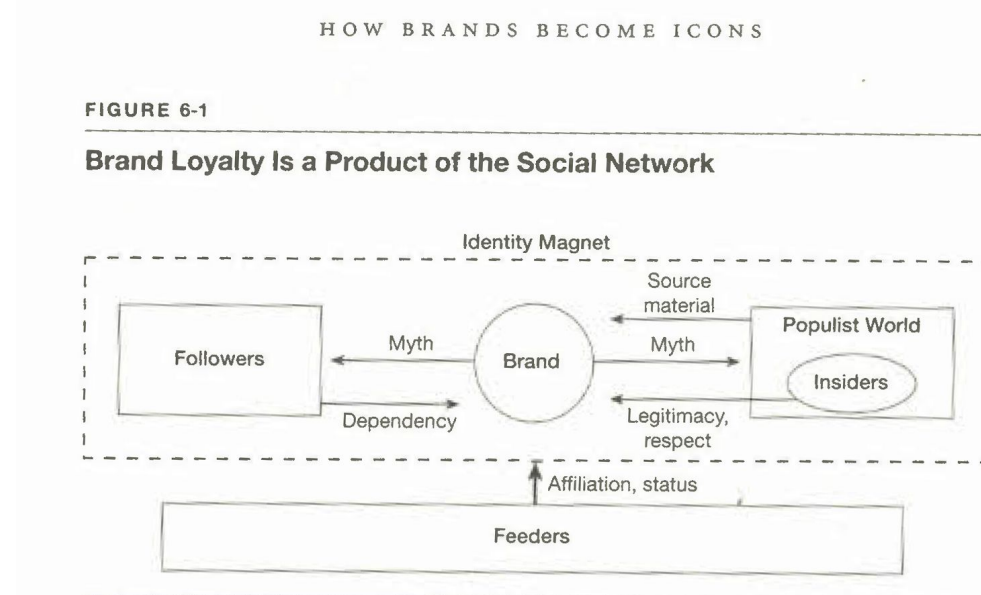 HOW BRANDS BECOME ICONS
FIGURE 6-1
Brand Loyalty Is a Product of the Social Network
Identity Magnet
Source
material
Populist World
Myth
Myth
Followers
Brand
Insiders
Dependency
Legitimacy,
respect
Affiliation, status
Feeders